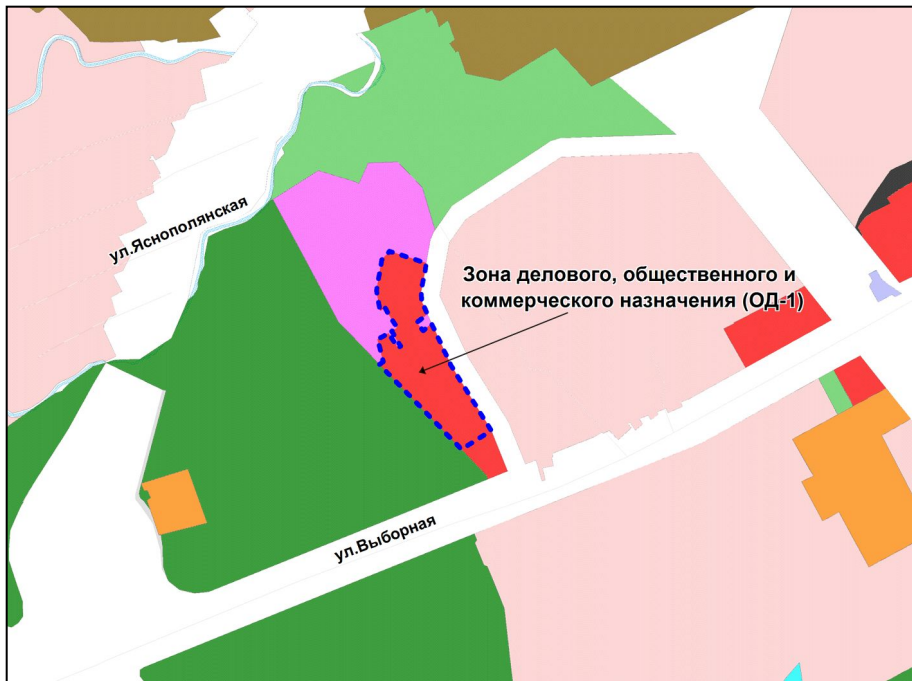 ул.Яснополянская
Зона делового, общественного и
коммерческого назначения (ОД-1)
ул.Выборная